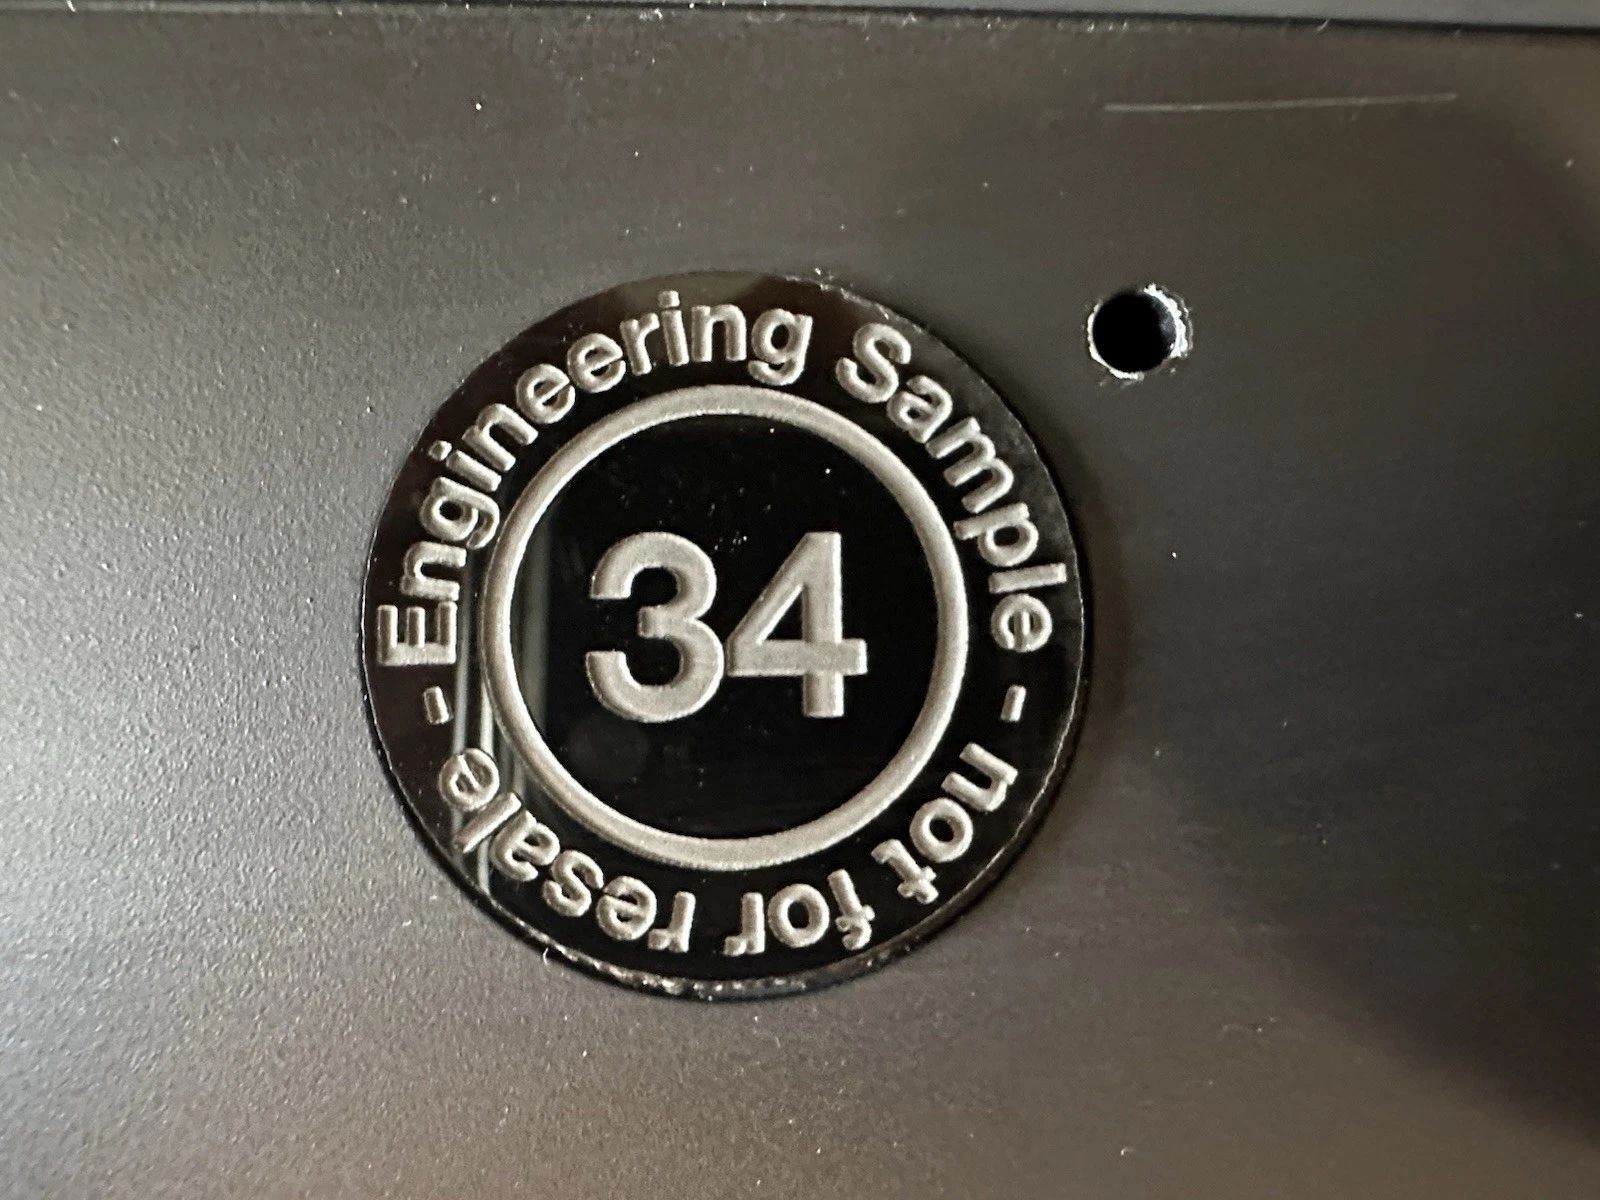 - Engineering Sample - not for resale
34